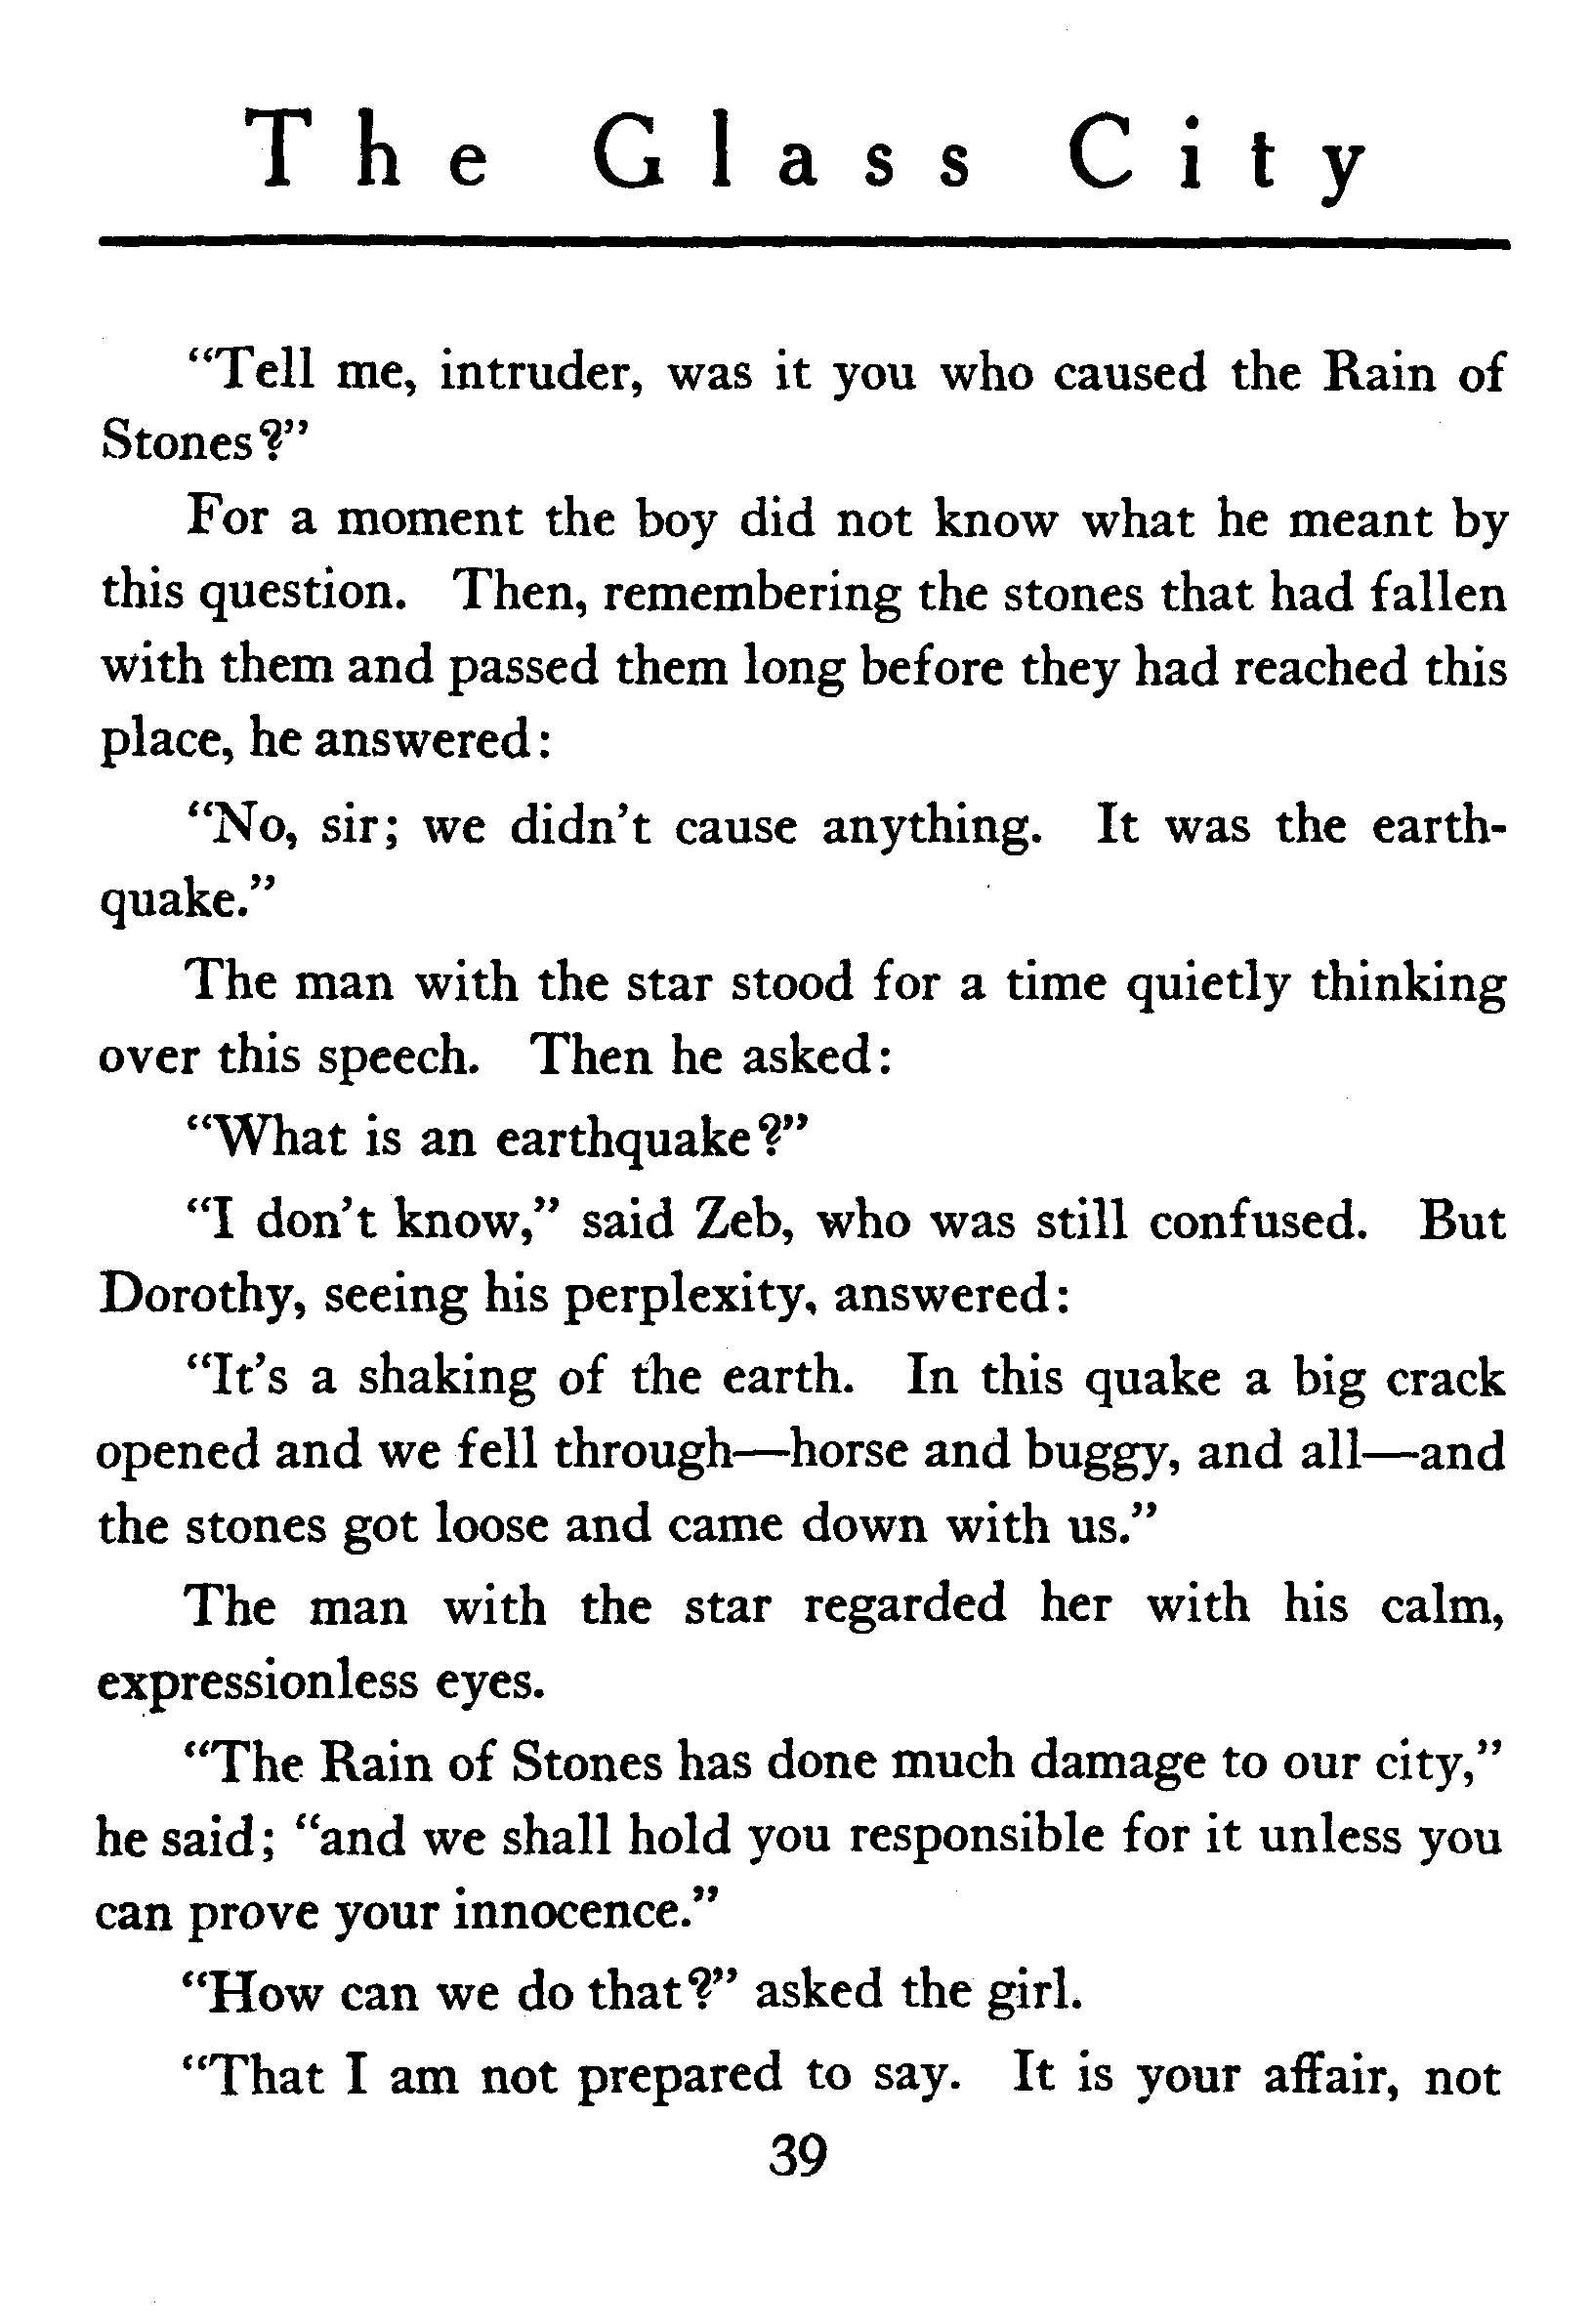 The Glass City
“Tell me, intruder, was it you who caused the Rain of
Stones?”
For a moment the boy did not know what he meant by
this question. Then, remembering the stones that had fallen
with them and passed them long before they had reached this
place, he answered:
“No, sir; we didn’t cause anything. It was the earth-
quake.”
The man with the star stood for a time quietly thinking
over this speech. Then he asked:
“What is an earthquake?”
“I don’t know,” said Zeb, who was still confused. But
Dorothy, seeing his perplexity, answered:
“It’s a shaking of the earth. In this quake a big crack
opened and we fell through—horse and buggy, and all—and
the stones got loose and came down with us.”
The man with the star regarded her with his calm,
expressionless eyes.
“The Rain of Stones has done much damage to our city,”
he said; “and we shall hold you responsible for it unless you
can prove your innocence.”
“How can we do that?” asked the girl.
“That I am not prepared to say. It is your affair, not
39